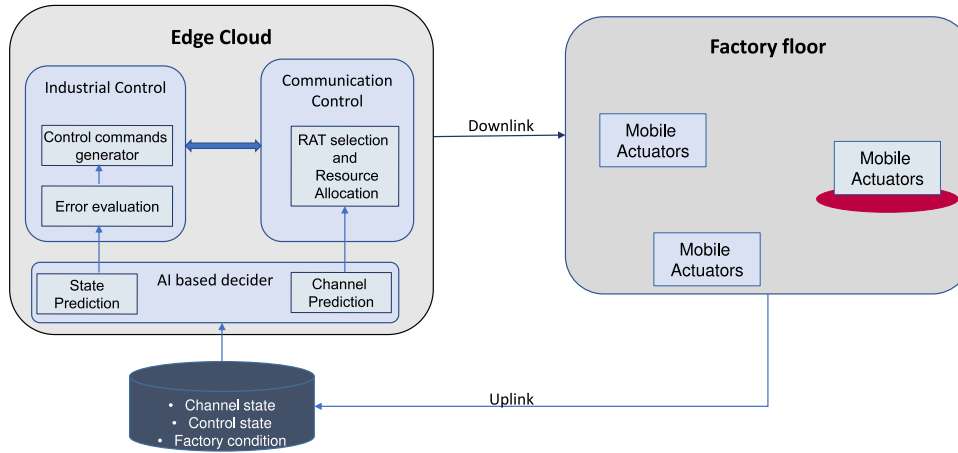 Edge Cloud
Industrial Control
Control commands
generator
Error evaluation
Communication
Control
RAT selection
and
Resource
Allocation
AI based decider
State
Prediction
Channel
Prediction
• Channel state
• Control state
• Factory condition
Downlink
Uplink
Factory floor
Mobile
Actuators
Mobile
Actuators
Mobile
Actuators